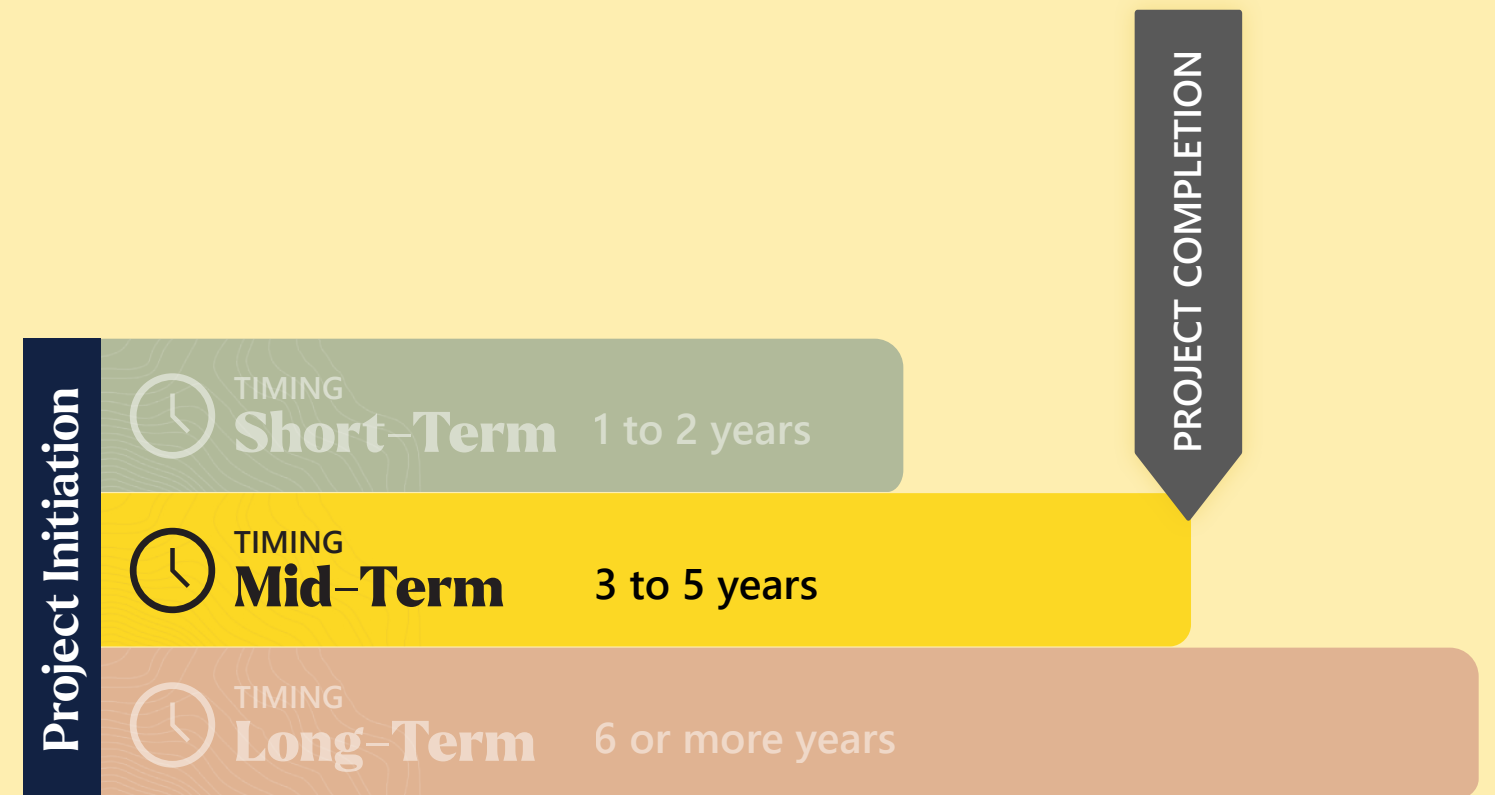 PROJECT COMPLETION
Project Initiation
TIMING
Short-Term 1 to 2 years
TIMING
Mid-Term 3 to 5 years
TIMING
Long-Term 6 or more years